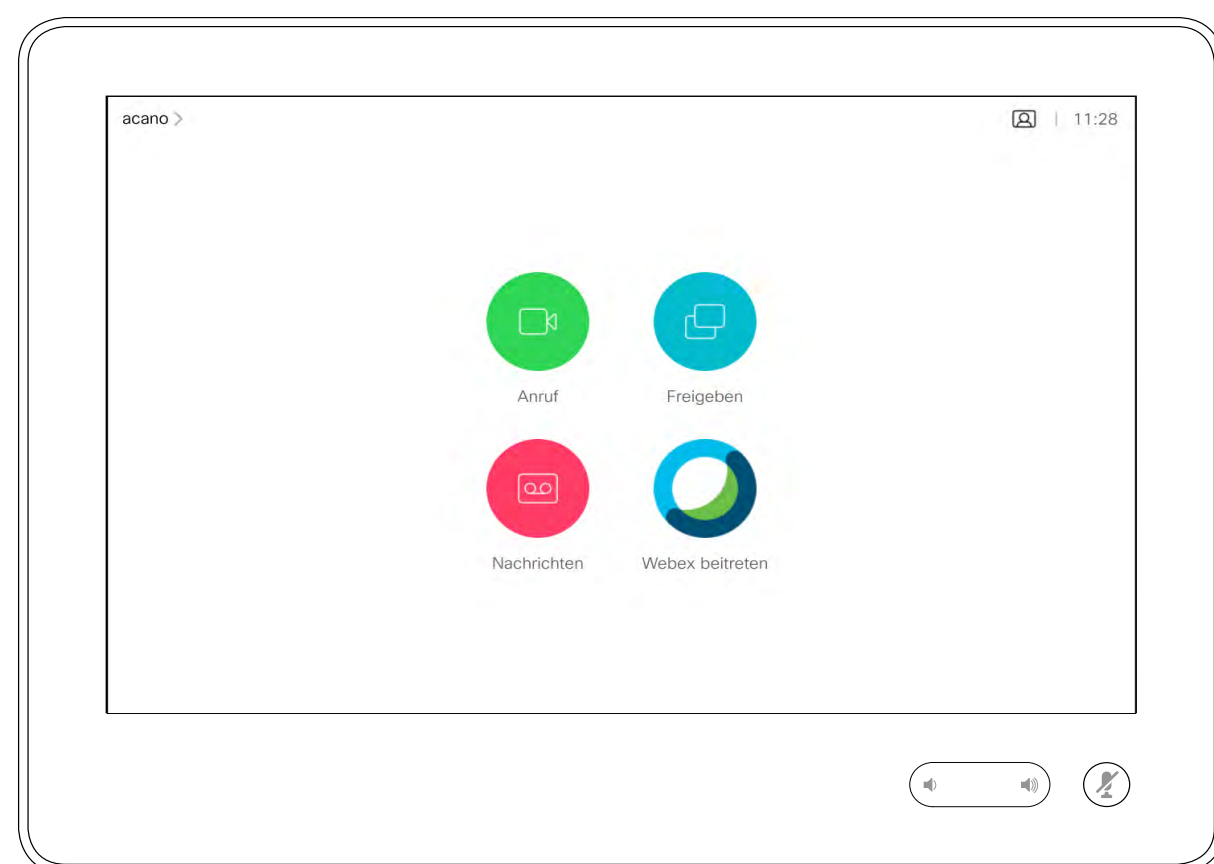 acano
11:28
Anruf
Freigeben
Nachrichten
Webex beitreten